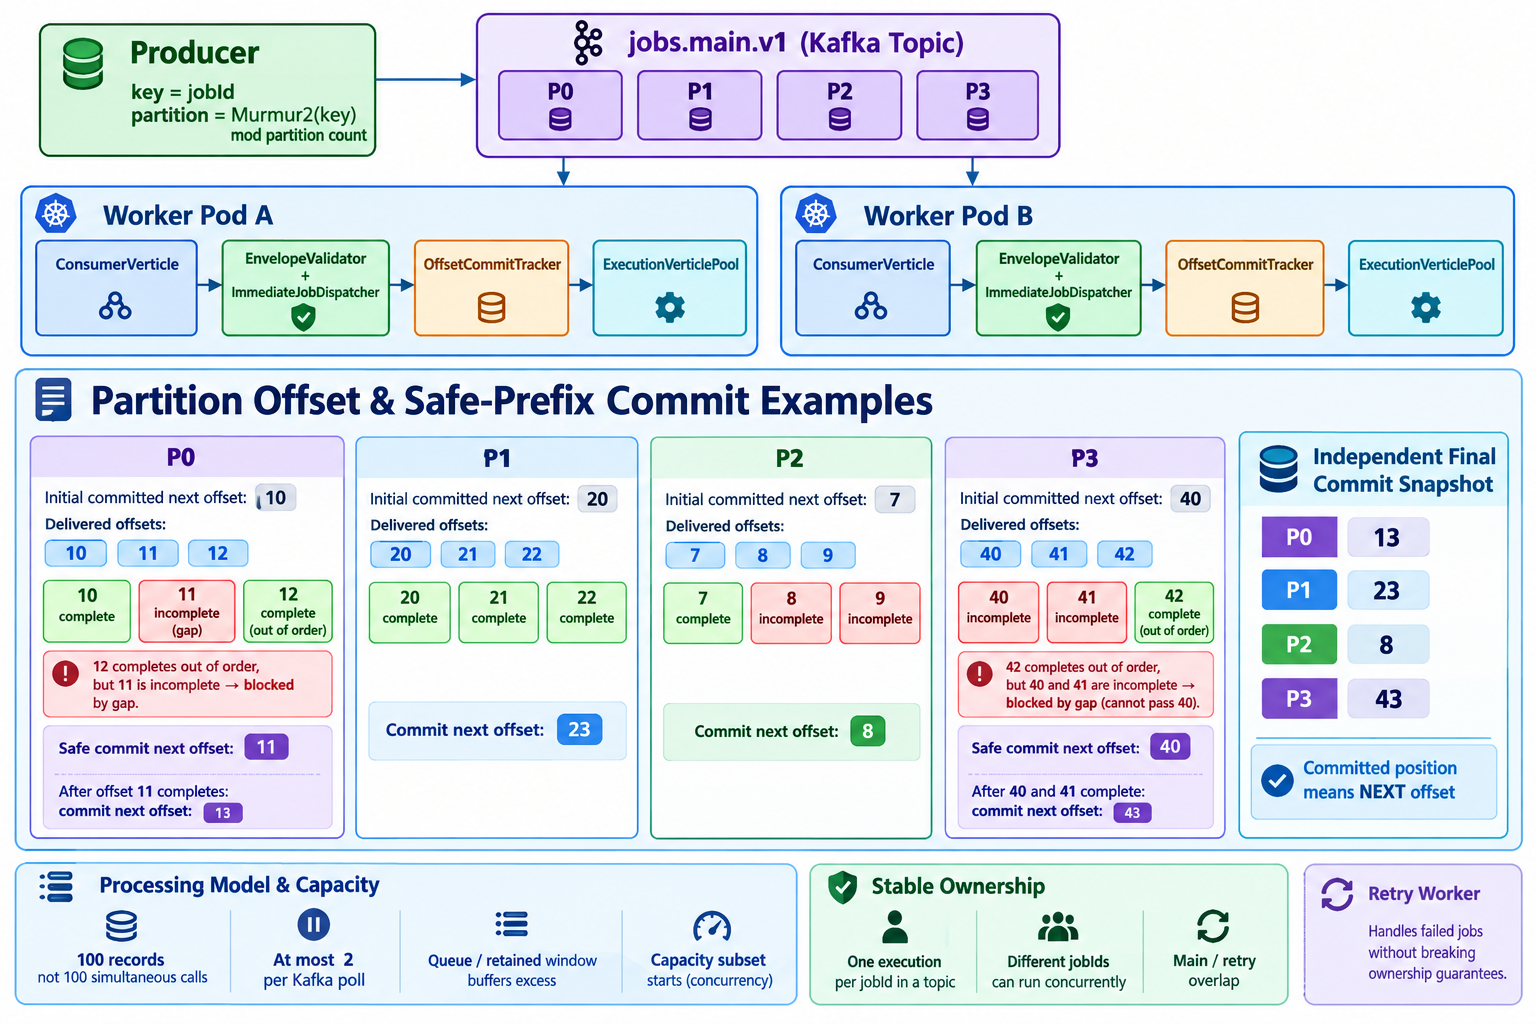 Producer
key = jobId
partition = Murmur2(key)
mod partition count
jobs.main.v1 (Kafka Topic)
P0
P1
P2
P3
Worker Pod A
ConsumerVerticle
EnvelopeValidator
+
ImmediateJobDispatcher
OffsetCommitTracker
ExecutionVerticlePool
Worker Pod B
ConsumerVerticle
EnvelopeValidator
+
ImmediateJobDispatcher
OffsetCommitTracker
ExecutionVerticlePool
Partition Offset & Safe-Prefix Commit Examples
P0
Initial committed next offset: 10
Delivered offsets:
10 11 12
10
complete
11
incomplete
(gap)
12
complete
(out of order)
12 completes out of order,
but 11 is incomplete → blocked
by gap.
Safe commit next offset: 11
After offset 11 completes:
commit next offset: 13
P1
Initial committed next offset: 20
Delivered offsets:
20 21 22
20
complete
21
complete
22
complete
Commit next offset: 23
P2
Initial committed next offset: 7
Delivered offsets:
7 8 9
7
complete
8
incomplete
9
incomplete
Commit next offset: 8
P3
Initial committed next offset: 40
Delivered offsets:
40 41 42
40
incomplete
41
incomplete
42
complete
(out of order)
42 completes out of order,
but 40 and 41 are incomplete →
blocked by gap (cannot pass 40).
Safe commit next offset: 40
After 40 and 41 complete:
commit next offset: 43
Independent Final
Commit Snapshot
P0 13
P1 23
P2 8
P3 43
Committed position
means NEXT offset
Processing Model & Capacity
100 records
not 100 simultaneous calls
At most 2
per Kafka poll
Queue / retained window
buffers excess
Capacity subset
starts (concurrency)
Stable Ownership
One execution
per jobId in a topic
Different jobIds
can run concurrently
Main / retry
overlap
Retry Worker
Handles failed jobs
without breaking
ownership guarantees.